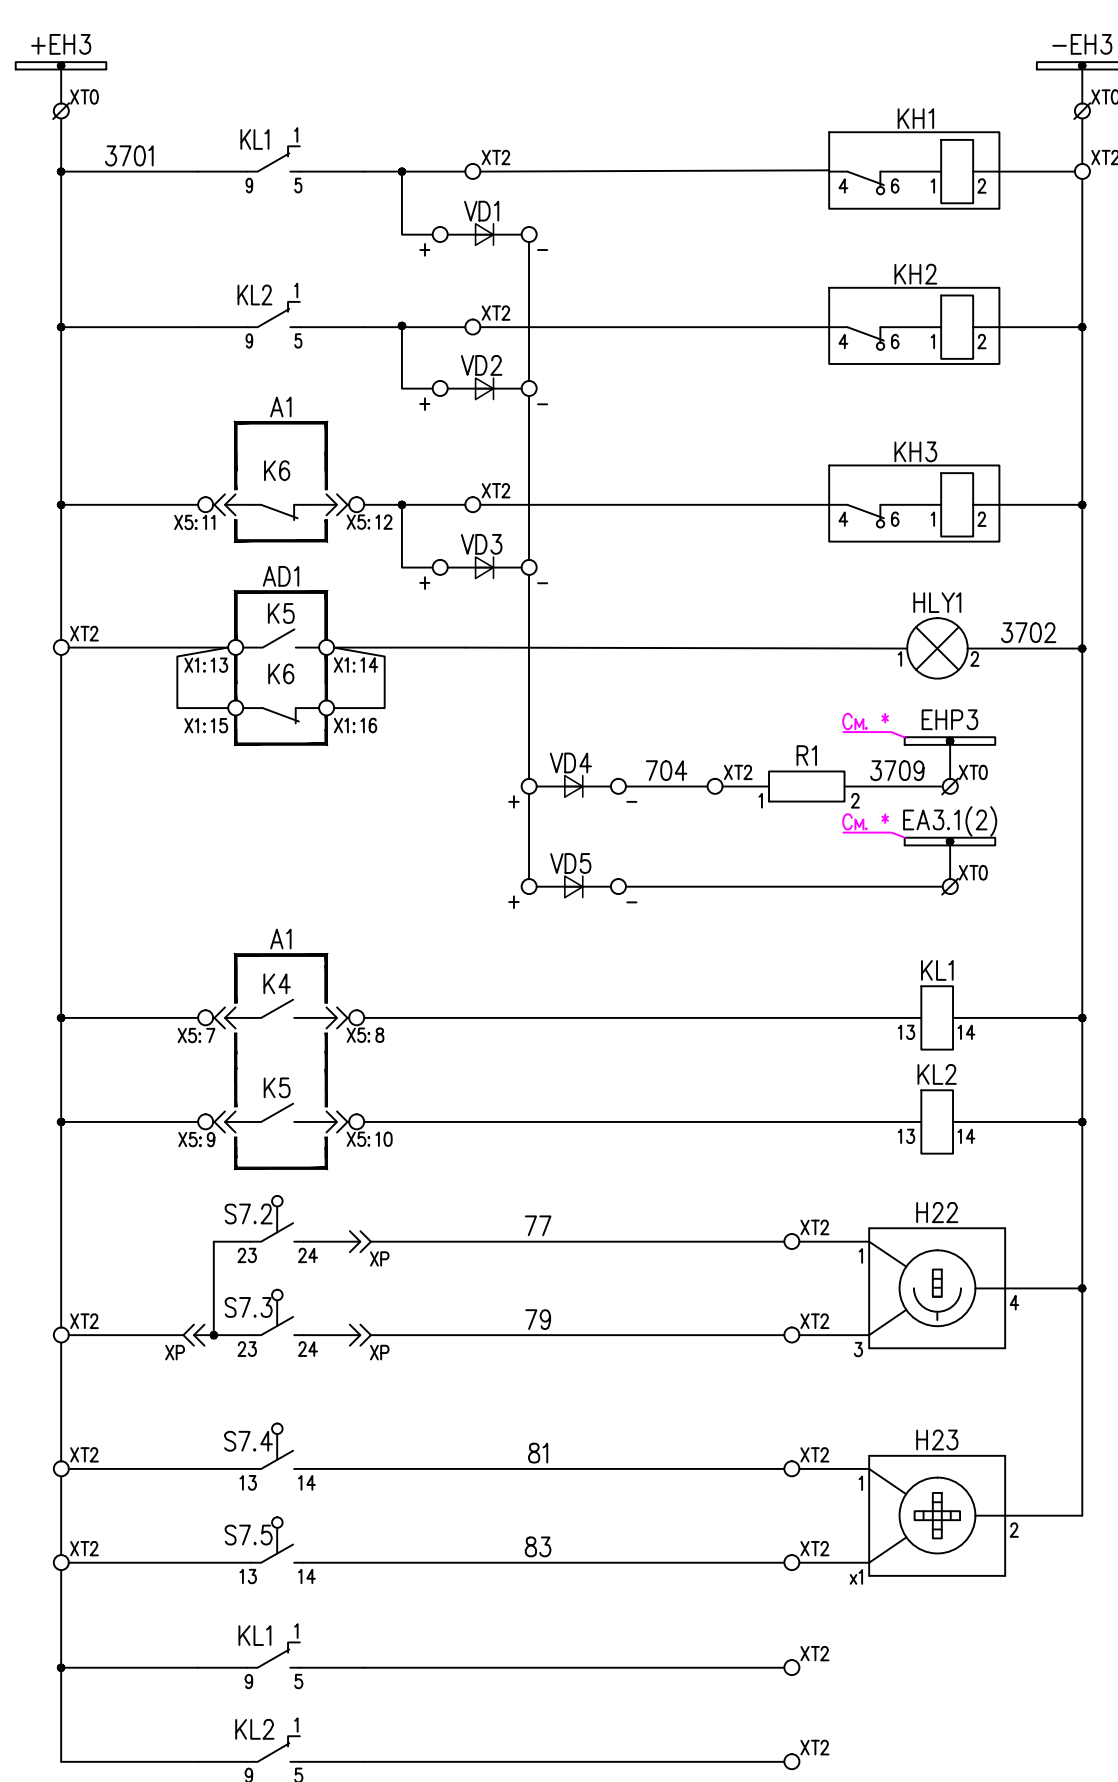 +EH3 -EH3
XT0 XT0
3701 KL1 1 XT2 KH1 XT2
9 5 4 6 1 2
VD1
+ -
KL2 1 XT2 KH2
9 5 4 6 1 2
VD2
+ -
A1
K6 XT2 KH3
X5:11 X5:12 4 6 1 2
VD3
+ -
AD1
XT2 K5 HLY1 3702
X1:13 X1:14 1 2
K6
X1:15 X1:16
См. * EHP3
VD4 704 XT2 R1 3709 XT0
+ - 1 2
См. * EA3.1(2)
VD5 XT0
+ -
A1
K4 KL1
X5:7 X5:8 13 14
K5 KL2
X5:9 X5:10 13 14
S7.2 77 XT2 H22
23 24 XP 1
4
XT2 S7.3 79 XT2
XP 23 24 XP 3
XT2 S7.4 81 XT2 H23
13 14 1
2
XT2 S7.5 83 XT2
13 14 x1
KL1 1 XT2
9 5
KL2 1 XT2
9 5